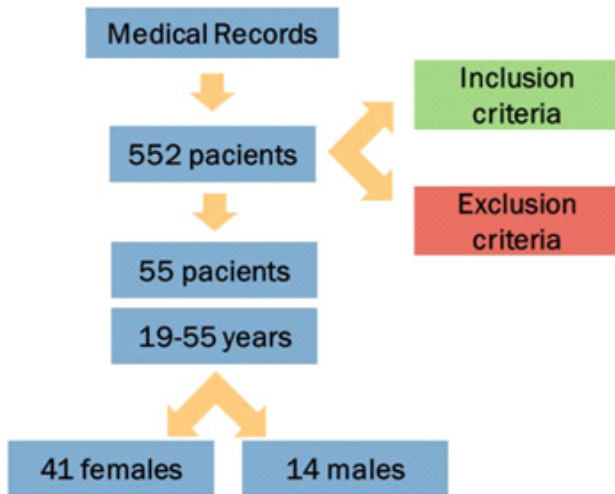 Medical Records
Inclusion
criteria
552 pacients
Exclusion
criteria
55 pacients
19-55 years
41 females
14 males